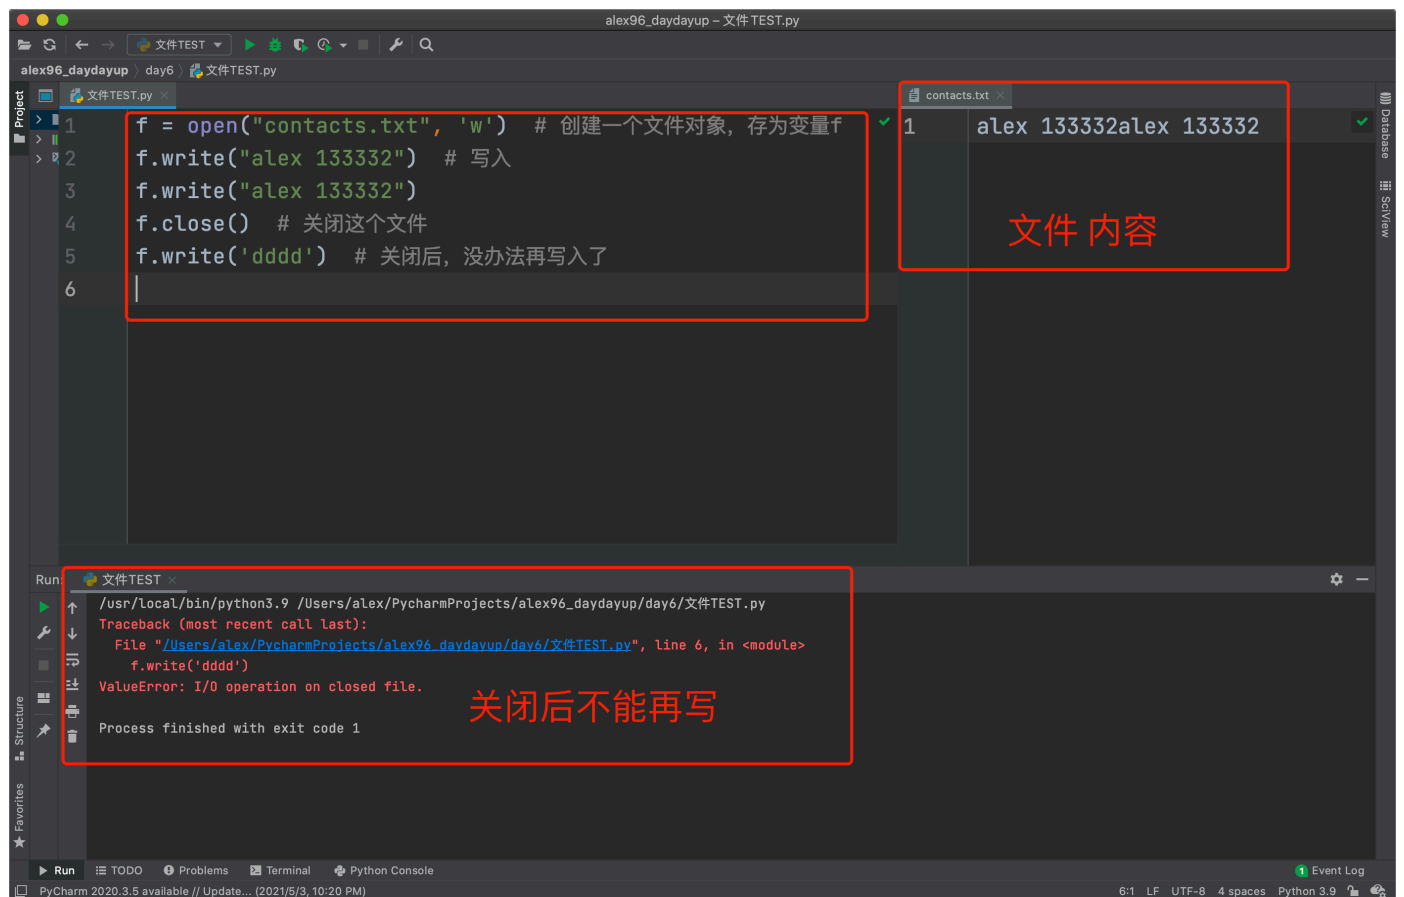 alex96_daydayup – 文件TEST.py
文件TEST
alex96_daydayup 〉 day6 〉 文件TEST.py
Project
文件TEST.py
1 f = open("contacts.txt", 'w')  # 创建一个文件对象，存为变量f
2 f.write("alex 133332")  # 写入
3 f.write("alex 133332")
4 f.close()  # 关闭这个文件
5 f.write('dddd')  # 关闭后，没办法再写入了
6
contacts.txt
1 alex 133332alex 133332
文件 内容
Database
SciView
Run: 文件TEST
/usr/local/bin/python3.9 /Users/alex/PycharmProjects/alex96_daydayup/day6/文件TEST.py
Traceback (most recent call last):
File "/Users/alex/PycharmProjects/alex96_daydayup/day6/文件TEST.py", line 6, in <module>
f.write('dddd')
ValueError: I/O operation on closed file.
关闭后不能再写
Process finished with exit code 1
Structure
Favorites
Run TODO Problems Terminal Python Console
1 Event Log
PyCharm 2020.3.5 available // Update... (2021/5/3, 10:20 PM)
6:1 LF UTF-8 4 spaces Python 3.9